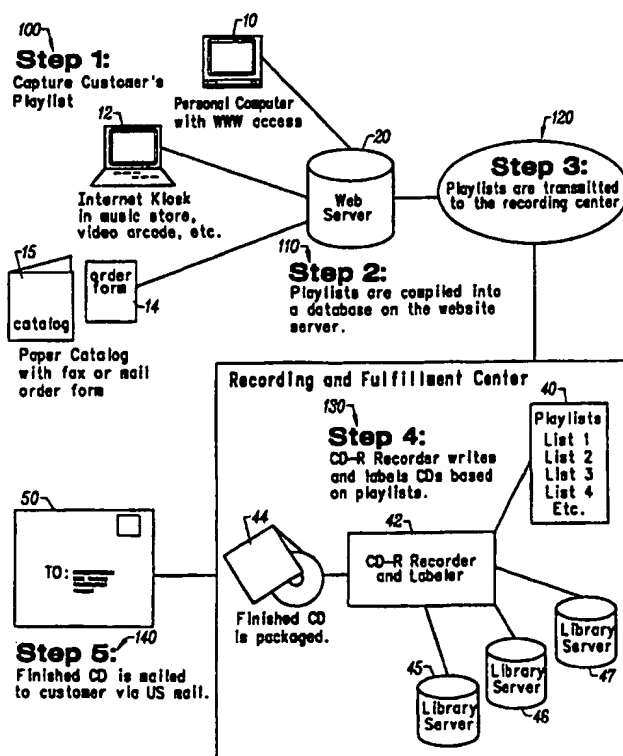 100
Step 1:
Capture Customer's
Playlist
10
Personal Computer
with WWW access
12
Internet Kiosk
in music store,
video arcade, etc.
15
catalog
order
form
14
Paper Catalog
with fax or mail
order form
20
Web
Server
110
Step 2:
Playlists are compiled into
a database on the website
server.
120
Step 3:
Playlists are transmitted
to the recording center.
Recording and Fulfillment Center
130
Step 4:
CD-R Recorder writes
and labels CDs based
on playlists.
40
Playlists
List 1
List 2
List 3
List 4
Etc.
42
CD-R Recorder
and Labeler
44
Finished CD
is packaged.
45
Library
Server
Library
Server
46
Library
Server
47
50
TO:
Step 5:
140
Finished CD is mailed
to customer via US mail.